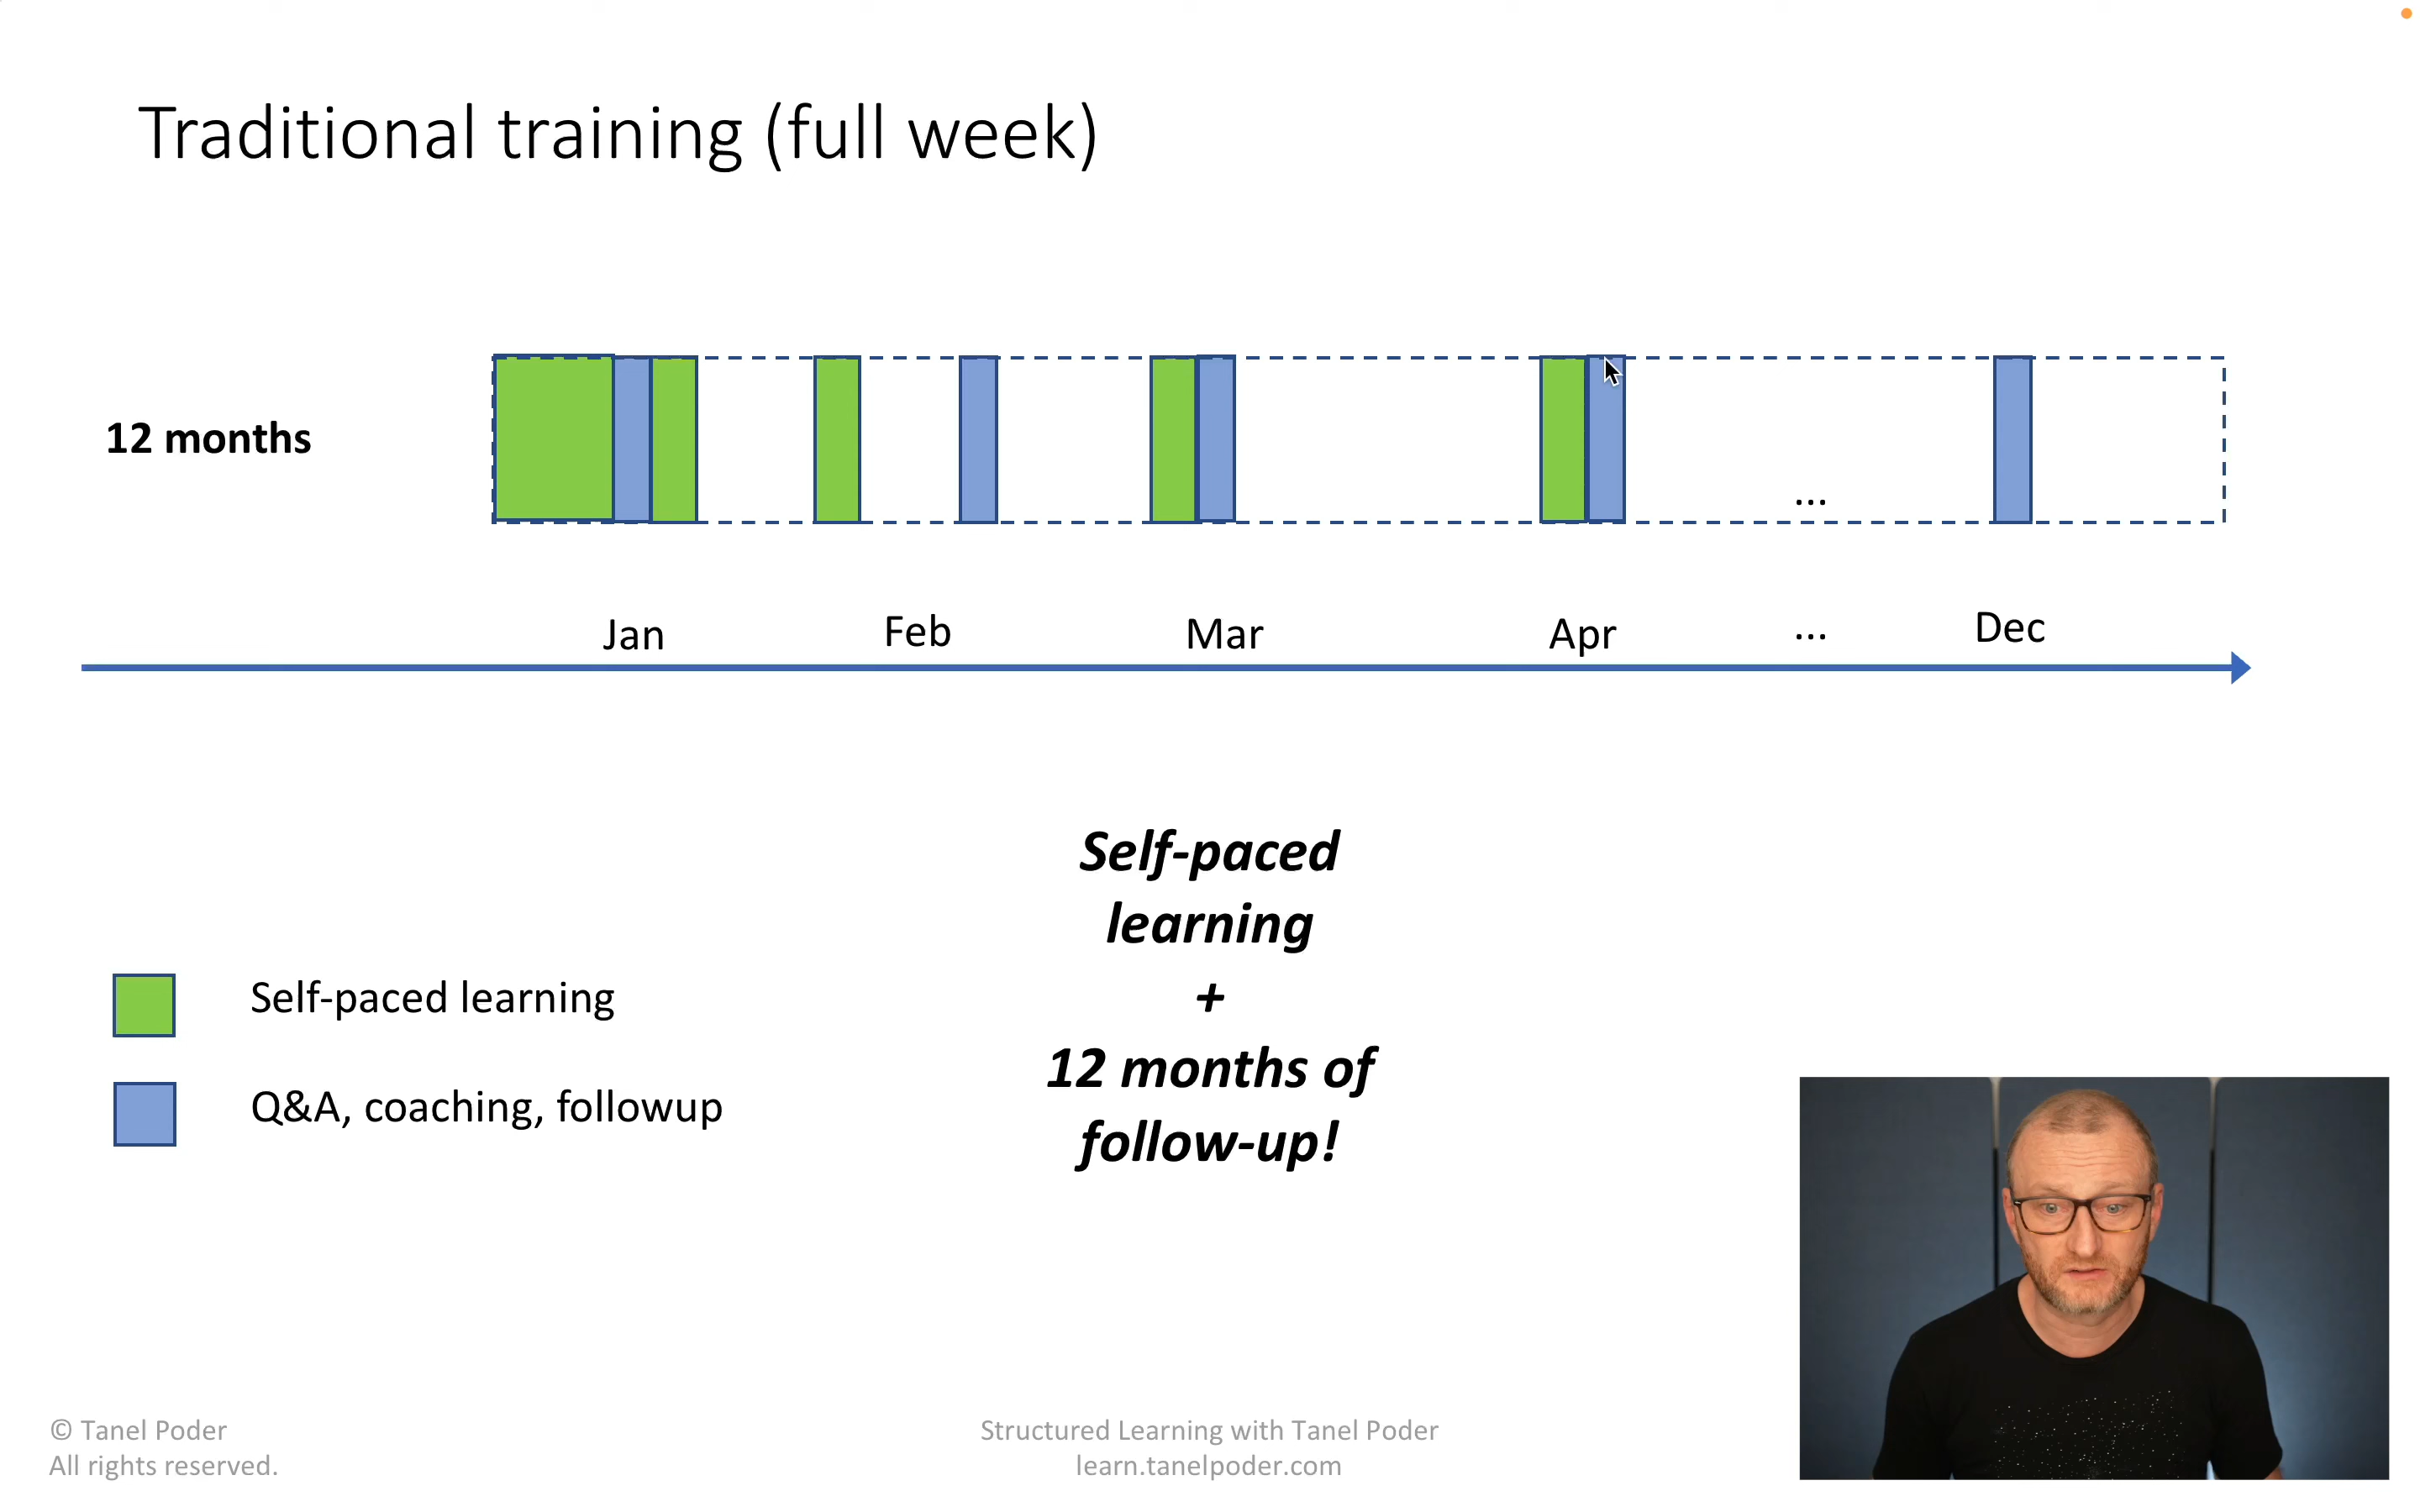 Traditional training (full week)
12 months
...
Jan Feb Mar Apr ... Dec
Self-paced
learning
+
12 months of
follow-up!
Self-paced learning
Q&A, coaching, followup
© Tanel Poder
All rights reserved.
Structured Learning with Tanel Poder
learn.tanelpoder.com